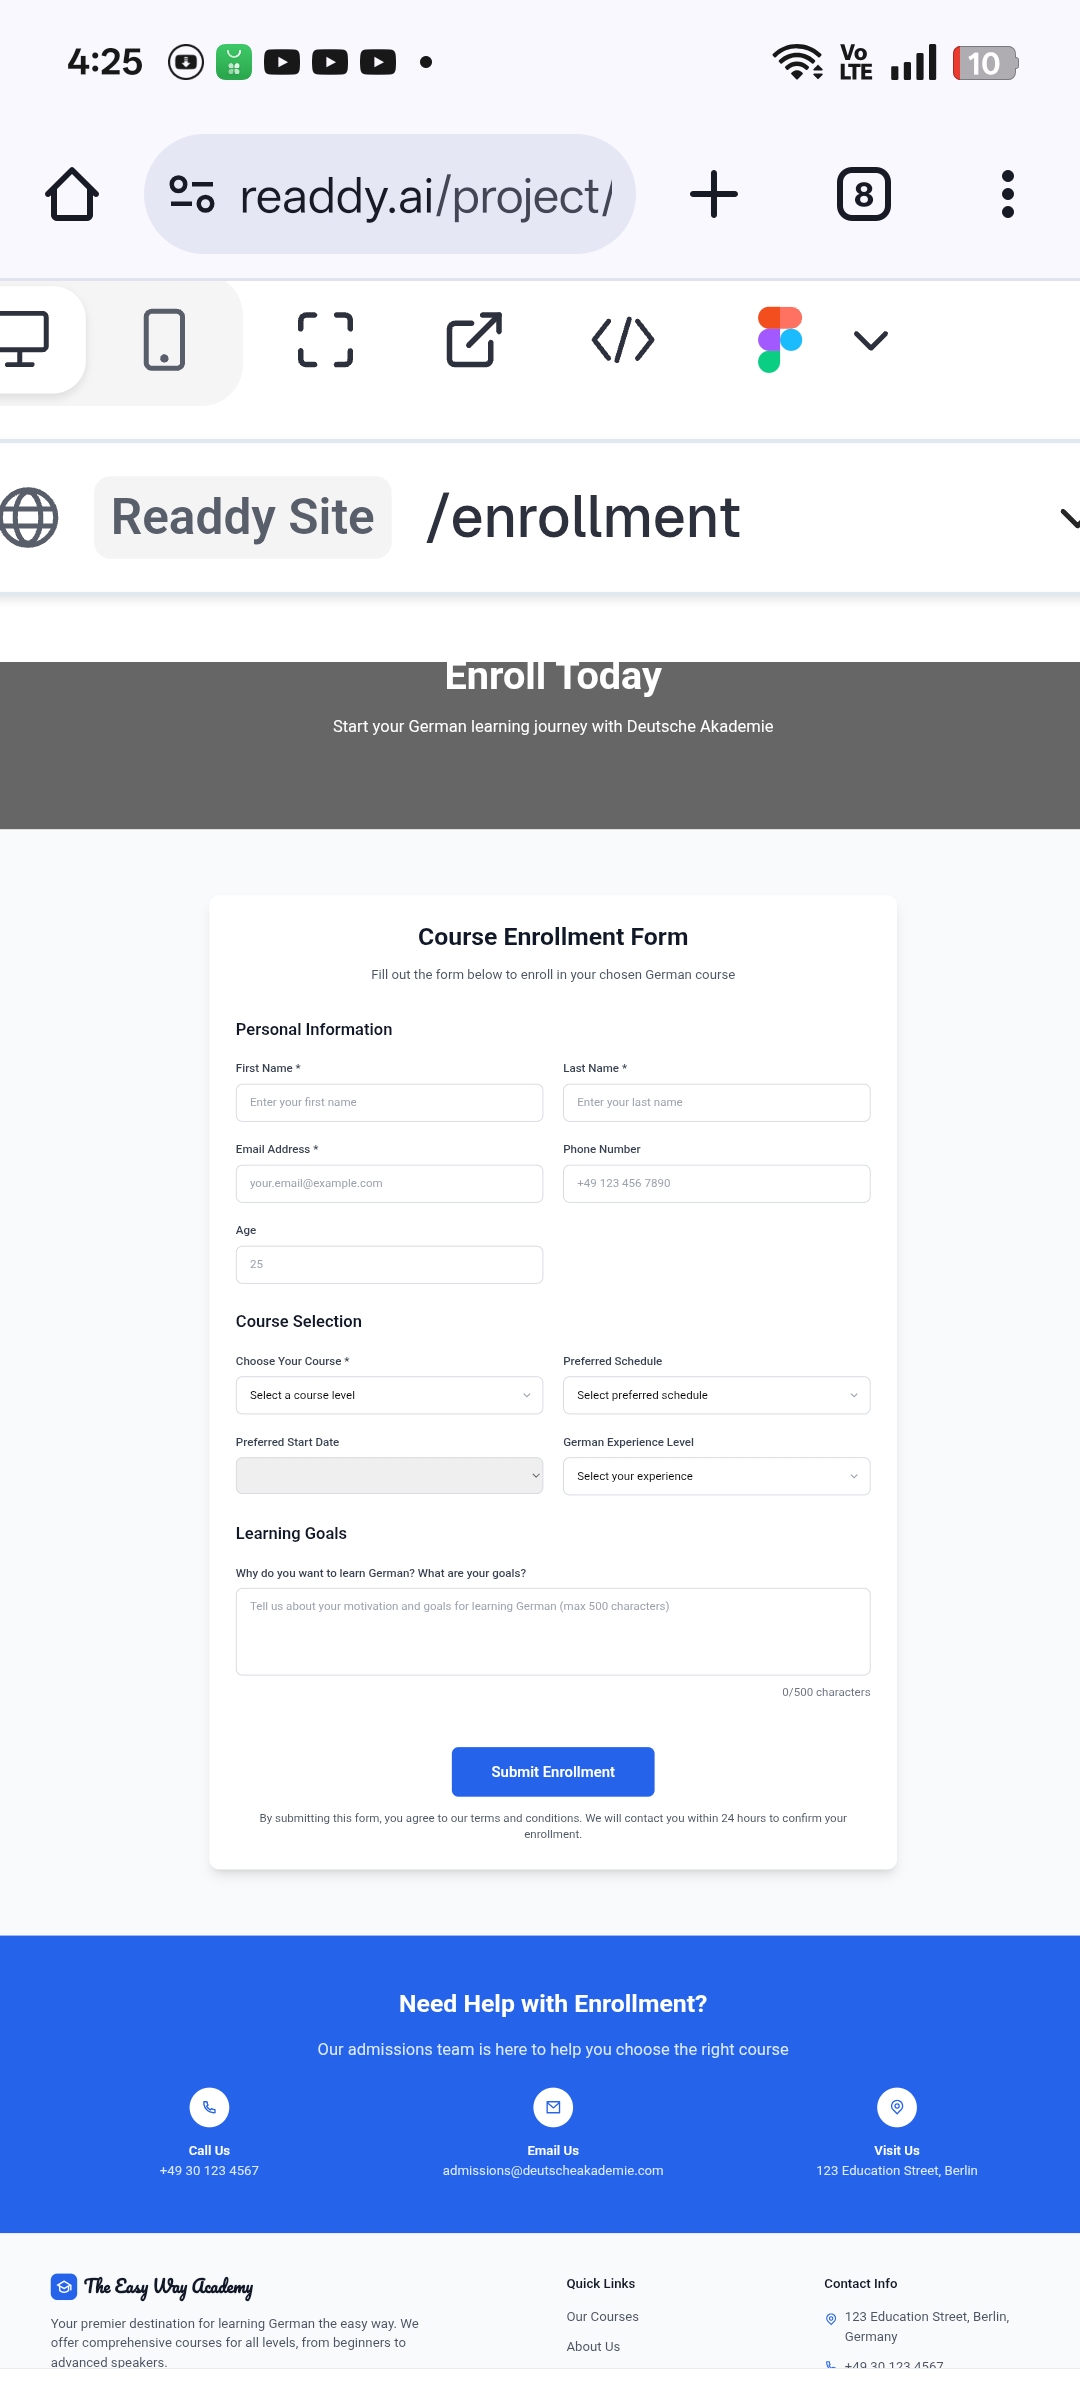 4:25
Vo
LTE
10
readdy.ai/project/
8
Readdy Site
/enrollment
Enroll Today
Start your German learning journey with Deutsche Akademie
Course Enrollment Form
Fill out the form below to enroll in your chosen German course
Personal Information
First Name * Last Name *
Enter your first name Enter your last name
Email Address * Phone Number
your.email@example.com +49 123 456 7890
Age
25
Course Selection
Choose Your Course * Preferred Schedule
Select a course level Select preferred schedule
Preferred Start Date German Experience Level
Select your experience
Learning Goals
Why do you want to learn German? What are your goals?
Tell us about your motivation and goals for learning German (max 500 characters)
0/500 characters
Submit Enrollment
By submitting this form, you agree to our terms and conditions. We will contact you within 24 hours to confirm your
enrollment.
Need Help with Enrollment?
Our admissions team is here to help you choose the right course
Call Us
+49 30 123 4567
Email Us
admissions@deutscheakademie.com
Visit Us
123 Education Street, Berlin
The Easy Way Academy
Your premier destination for learning German the easy way. We
offer comprehensive courses for all levels, from beginners to
advanced speakers.
Quick Links
Our Courses
About Us
Contact Info
123 Education Street, Berlin,
Germany
+49 30 123 4567